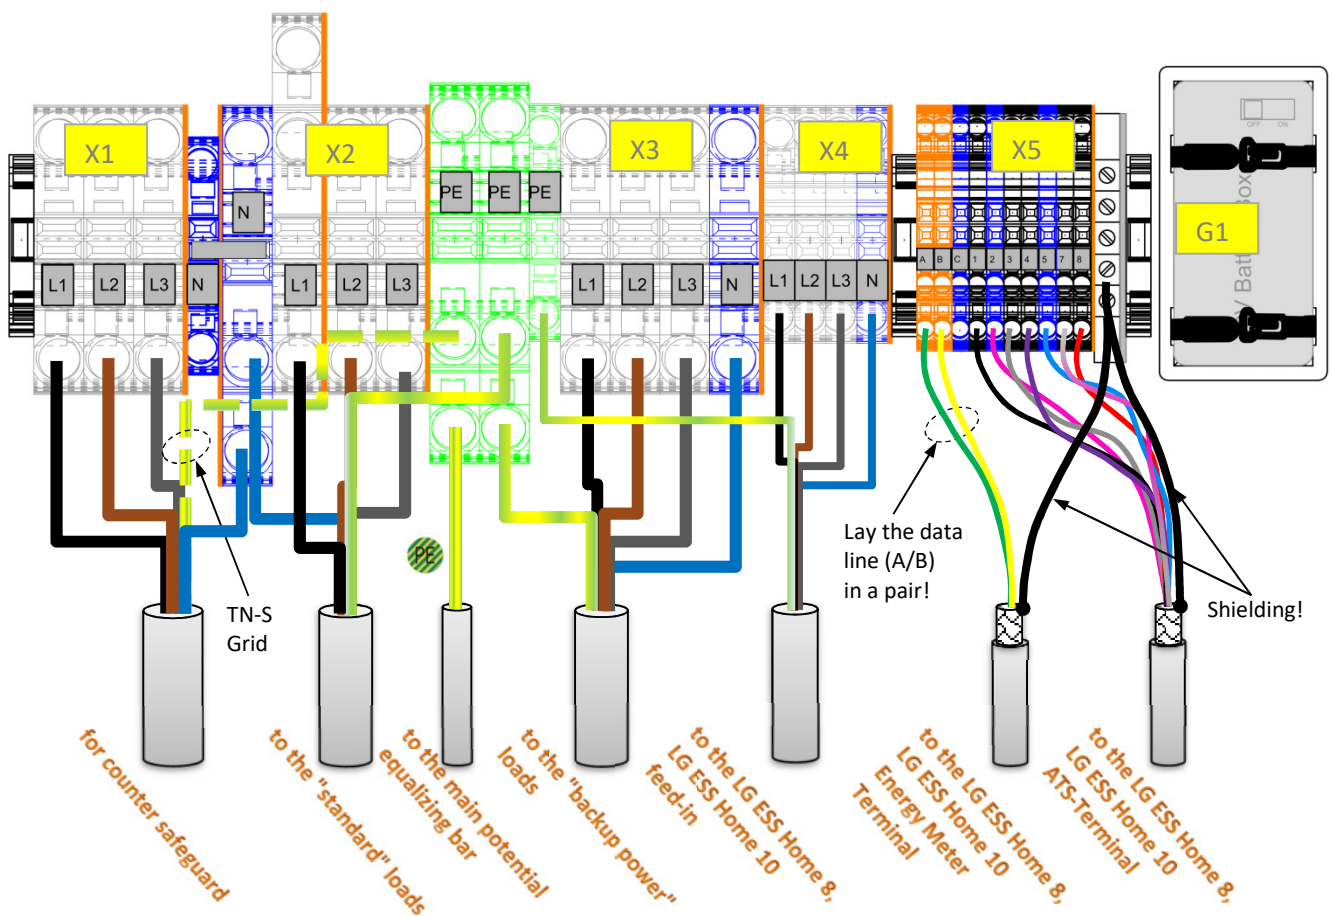 X1
X2
X3
X4
X5
G1
OFF
ON
Batt
Box
N
PE
PE
PE
L1
L2
L3
N
L1
L2
L3
L1
L2
L3
N
L1
L2
L3
N
A
B
C
1
2
3
4
5
7
8
TN-S
Grid
PE
Lay the data
line (A/B)
in a pair!
Shielding!
for counter safeguard
to the "standard" loads
to the main potential
equalizing bar
to the "backup power"
loads
to the LG ESS Home 8,
LG ESS Home 10
feed-in
to the LG ESS Home 8,
LG ESS Home 10
Energy Meter
Terminal
to the LG ESS Home 8,
LG ESS Home 10
ATS-Terminal